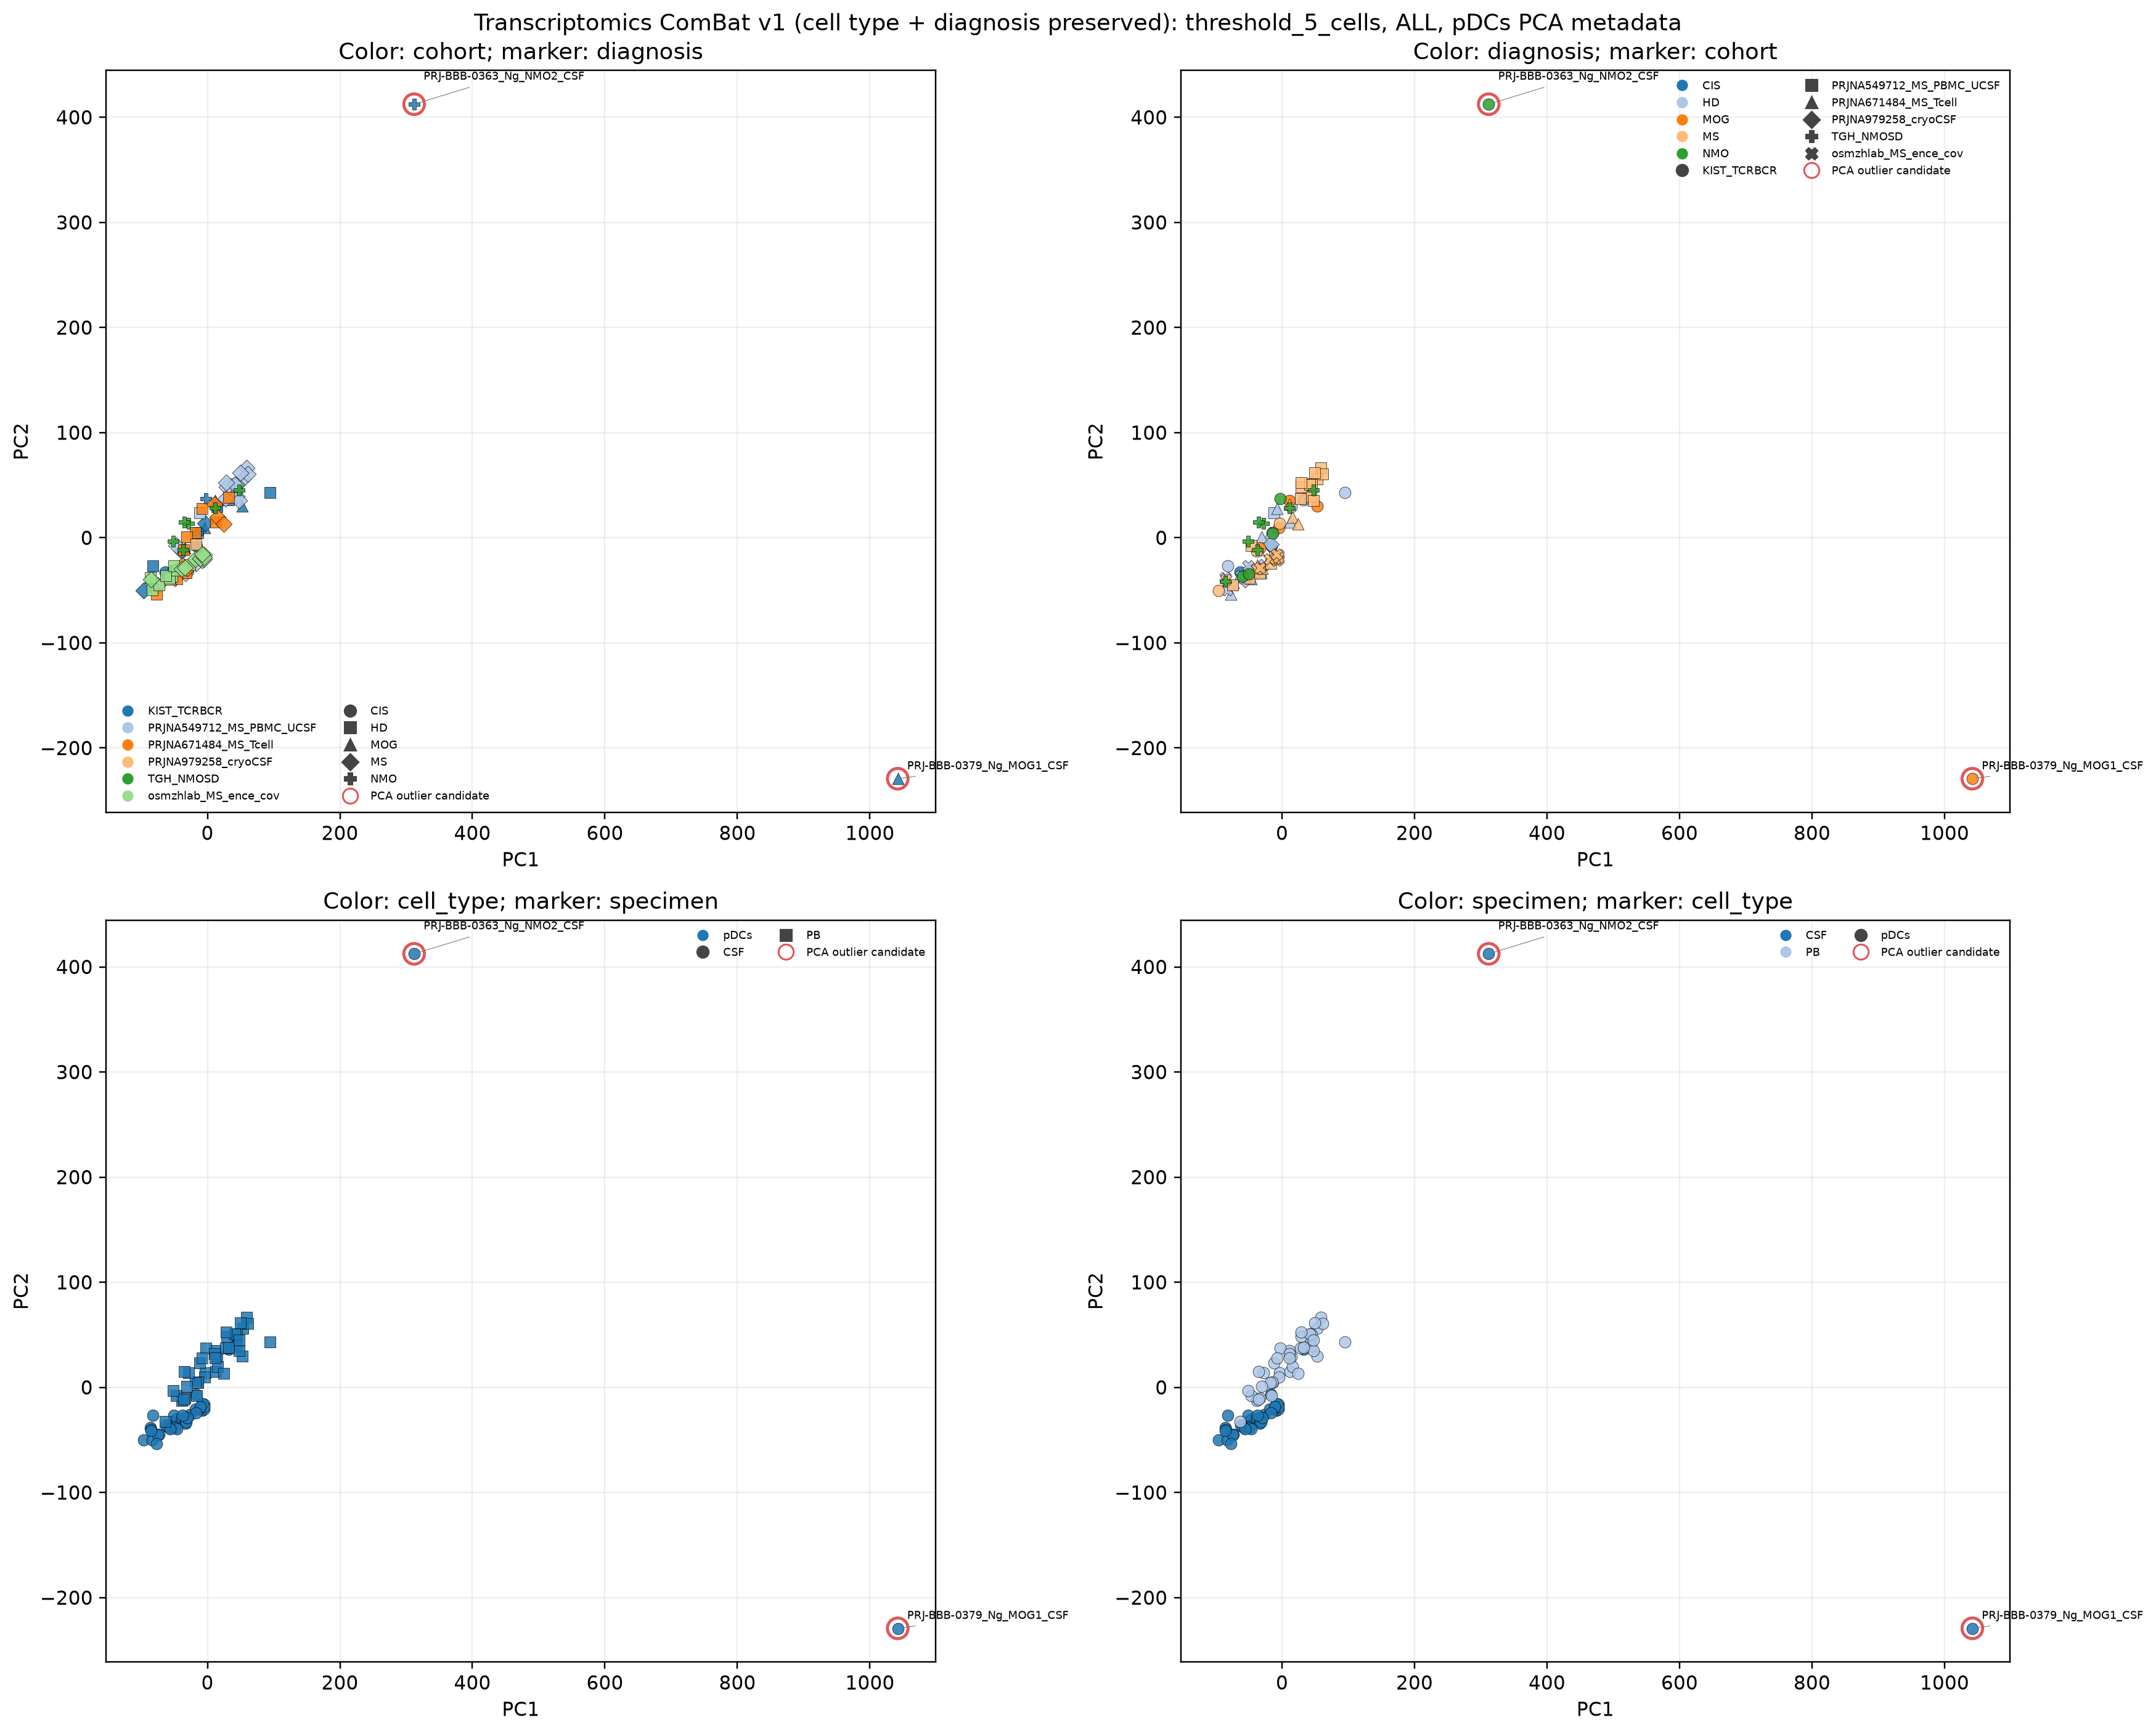 Transcriptomics ComBat v1 (cell type + diagnosis preserved): threshold_5_cells, ALL, pDCs PCA metadata
Color: cohort; marker: diagnosis
PRJ-BBB-0363_Ng_NMO2_CSF
400
300
200
100
0
−100
−200
PC2
KIST_TCRBCR
PRJNA549712_MS_PBMC_UCSF
PRJNA671484_MS_Tcell
PRJNA979258_cryoCSF
TGH_NMOSD
osmzhlab_MS_ence_cov
CIS
HD
MOG
MS
NMO
PCA outlier candidate
PRJ-BBB-0379_Ng_MOG1_CSF
0
200
400
600
800
1000
PC1
Color: diagnosis; marker: cohort
PRJ-BBB-0363_Ng_NMO2_CSF
CIS
HD
MOG
MS
NMO
KIST_TCRBCR
PRJNA549712_MS_PBMC_UCSF
PRJNA671484_MS_Tcell
PRJNA979258_cryoCSF
TGH_NMOSD
osmzhlab_MS_ence_cov
PCA outlier candidate
400
300
200
100
0
−100
−200
PC2
PRJ-BBB-0379_Ng_MOG1_CSF
0
200
400
600
800
1000
PC1
Color: cell_type; marker: specimen
PRJ-BBB-0363_Ng_NMO2_CSF
pDCs
CSF
PB
PCA outlier candidate
400
300
200
100
0
−100
−200
PC2
PRJ-BBB-0379_Ng_MOG1_CSF
0
200
400
600
800
1000
PC1
Color: specimen; marker: cell_type
PRJ-BBB-0363_Ng_NMO2_CSF
CSF
PB
pDCs
PCA outlier candidate
400
300
200
100
0
−100
−200
PC2
PRJ-BBB-0379_Ng_MOG1_CSF
0
200
400
600
800
1000
PC1